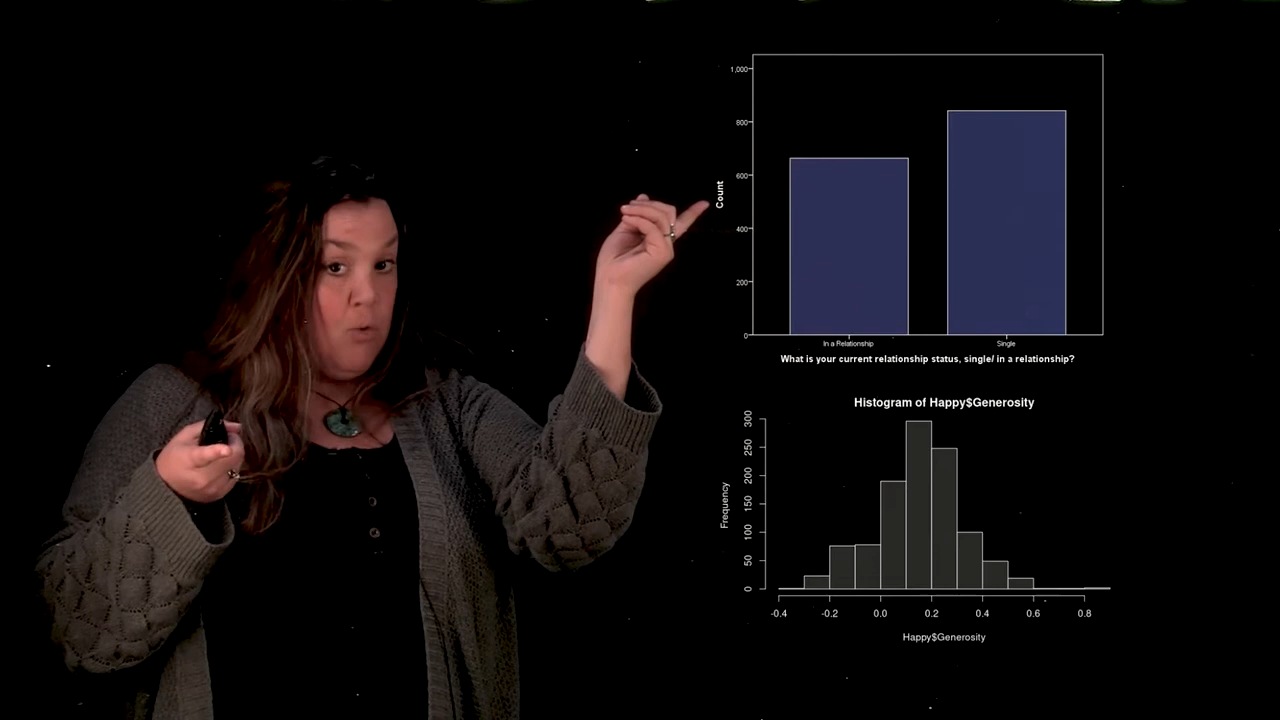 1,000
800
600
400
200
0
Count
In a Relationship Single
What is your current relationship status, single/ in a relationship?
Histogram of Happy$Generosity
300
250
200
150
100
50
0
Frequency
-0.4 -0.2 0.0 0.2 0.4 0.6 0.8
Happy$Generosity